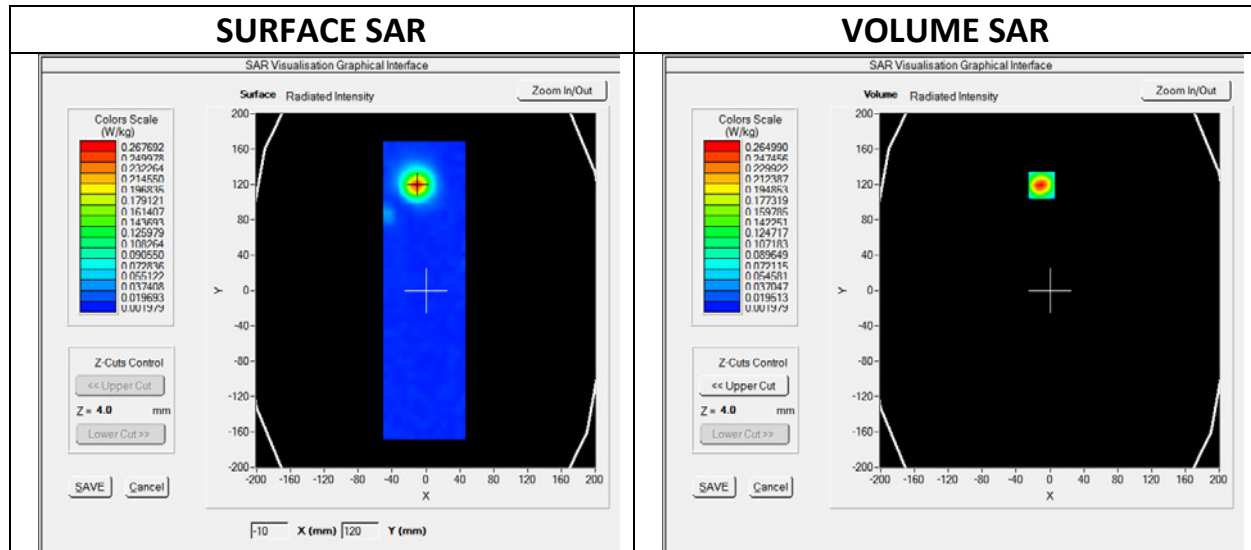 SURFACE SAR
SAR Visualisation Graphical Interface
Surface Radiated Intensity
Zoom In/Out
Colors Scale
(W/kg)
0.267692
0.249978
0.232264
0.214550
0.196835
0.179121
0.161407
0.143693
0.125979
0.108264
0.090550
0.072836
0.055122
0.037408
0.019693
0.001979
200-
160-
120-
80-
40-
Y 0-
-40-
-80-
-120-
-160-
-200-
-200 -160 -120 -80 -40 0 40 80 120 160 200
X
Z-Cuts Control
<< Upper Cut
Z = 4.0 mm
Lower Cut >>
SAVE Cancel
-10 X (mm) 120 Y (mm)
VOLUME SAR
SAR Visualisation Graphical Interface
Volume Radiated Intensity
Zoom In/Out
Colors Scale
(W/kg)
0.264990
0.247456
0.229922
0.212387
0.194853
0.177319
0.159785
0.142251
0.124717
0.107183
0.089649
0.072115
0.054581
0.037047
0.019513
0.001979
200-
160-
120-
80-
40-
Y 0-
-40-
-80-
-120-
-160-
-200-
-200 -160 -120 -80 -40 0 40 80 120 160 200
X
Z-Cuts Control
<< Upper Cut
Z = 4.0 mm
Lower Cut >>
SAVE Cancel